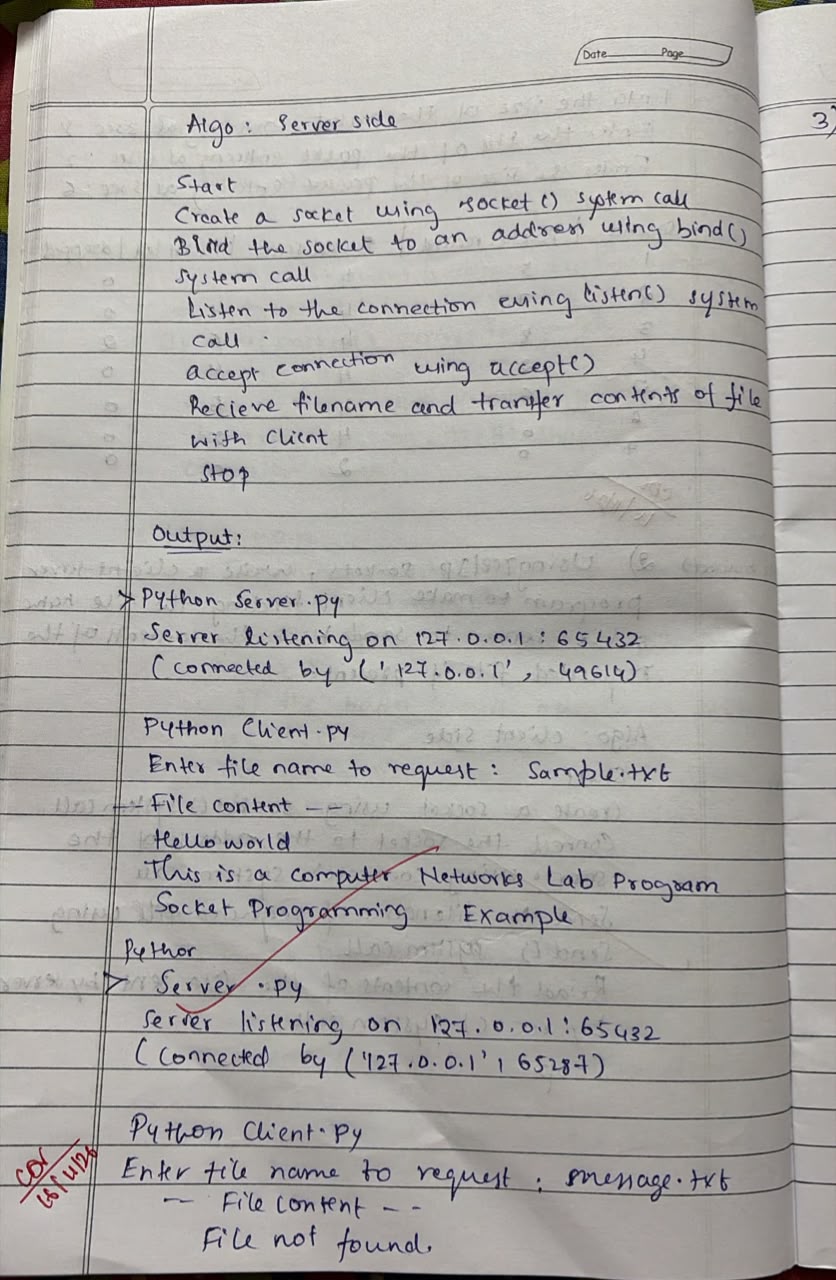 Date Page
3)
Algo: Server side
Start
Create a socket using socket() system call
Bind the socket to an address using bind()
system call
Listen to the connection using listen() system
call.
accept connection using accept()
Recieve filename and transfer contents of file
with client
Stop
Output:
> Python Server.py
Server listening on 127.0.0.1:65432
(connected by ('127.0.0.1', 49614)
Python Client.py
Enter file name to request: Sample.txt
-- File content --
Hello world
This is a computer Networks Lab Program
Socket Programming Example
Python
> Server.py
Server listening on 127.0.0.1:65432
(Connected by ('127.0.0.1', 65287)
Python Client.py
Enter file name to request: message.txt
-- File content --
File not found.